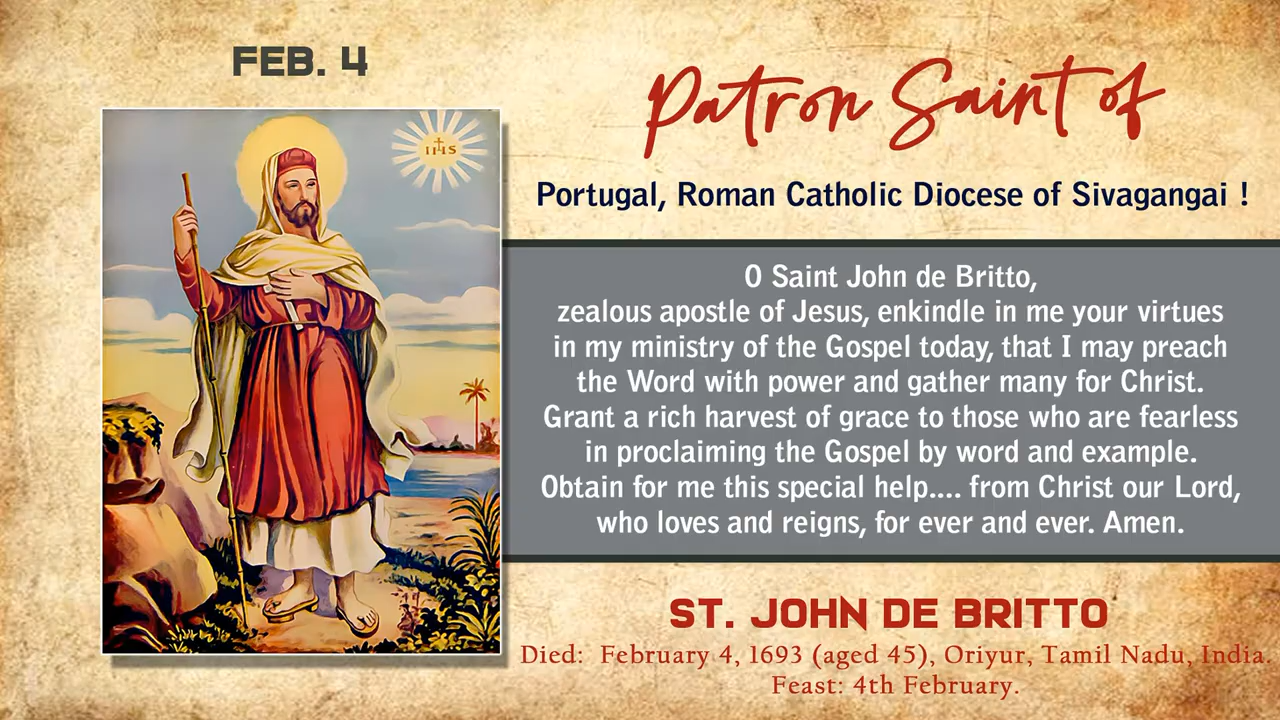 FEB. 4
IHS
Patron Saint of
Portugal, Roman Catholic Diocese of Sivagangai !
O Saint John de Britto,
zealous apostle of Jesus, enkindle in me your virtues
in my ministry of the Gospel today, that I may preach
the Word with power and gather many for Christ.
Grant a rich harvest of grace to those who are fearless
in proclaiming the Gospel by word and example.
Obtain for me this special help.... from Christ our Lord,
who loves and reigns, for ever and ever. Amen.
ST. JOHN DE BRITTO
Died: February 4, 1693 (aged 45), Oriyur, Tamil Nadu, India.
Feast: 4th February.